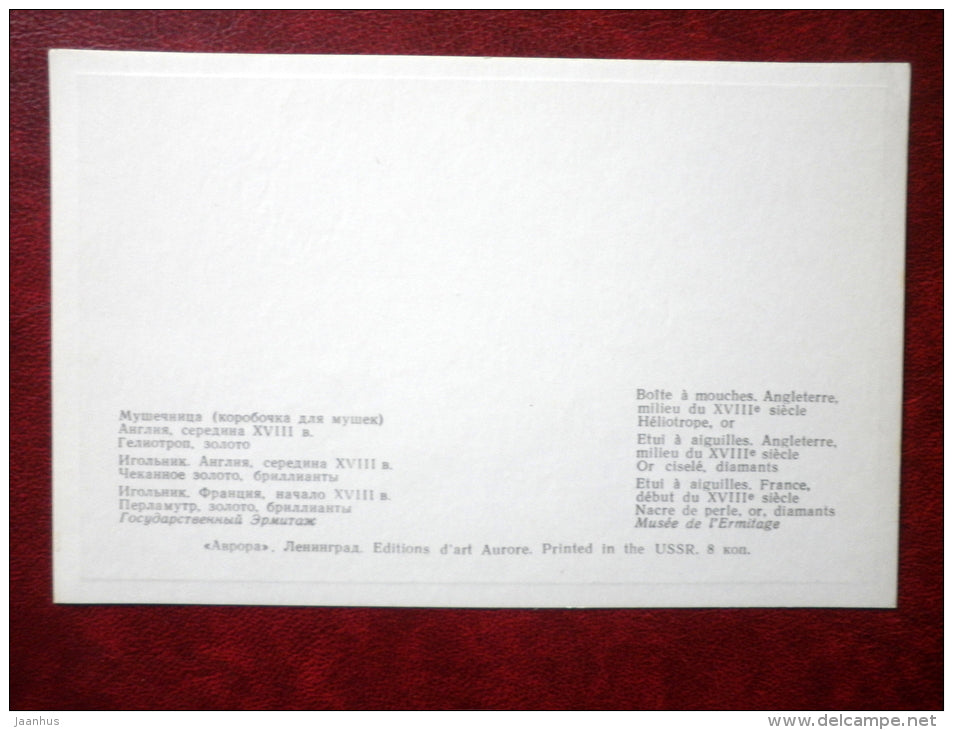 Мушечница (коробочка для мушек)
Англия, середина XVIII в.
Гелиотроп, золото
Игольник. Англия, середина XVIII в.
Чеканное золото, бриллианты
Игольник. Франция, начало XVIII в.
Перламутр, золото, бриллианты
Государственный Эрмитаж
Boîte à mouches. Angleterre,
milieu du XVIIIe siècle
Héliotrope, or
Etui à aiguilles. Angleterre,
milieu du XVIIIe siècle
Or ciselé, diamants
Etui à aiguilles. France,
début du XVIIIe siècle
Nacre de perle, or, diamants
Musée de l'Ermitage
«Аврора». Ленинград. Editions d'art Aurore. Printed in the USSR. 8 коп.
Jaanhus
www.delcampe.net